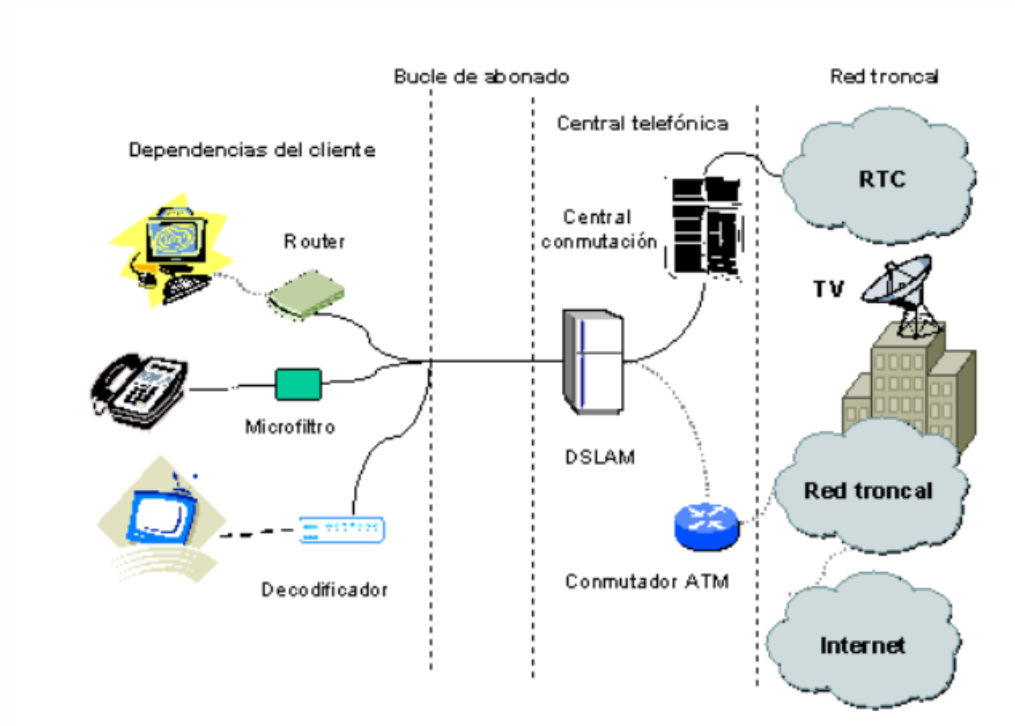 Bucle de abonado
Red troncal
Central telefónica
Dependencias del cliente
RTC
Router
Central
conmutación
TV
Microfiltro
DSLAM
Red troncal
Decodificador
Conmutador ATM
Internet